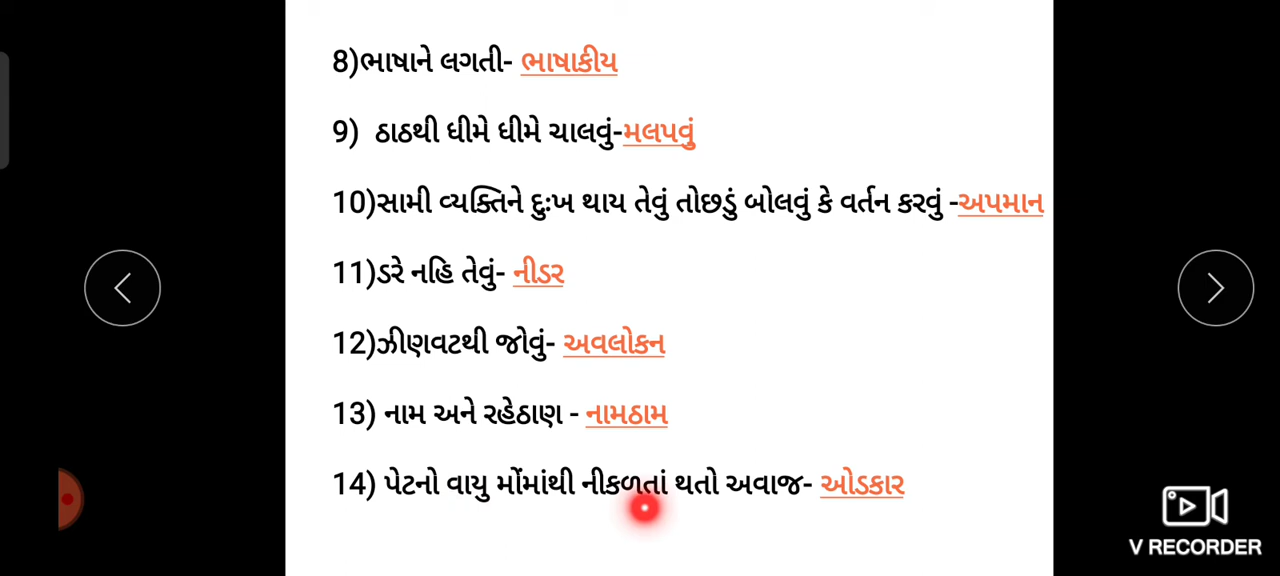 8)ભાષાને લગતી- ભાષાકીય
9) ઠાઠથી ધીમે ધીમે ચાલવું-મલપવું
10)સામી વ્યક્તિને દુઃખ થાય તેવું તોછડું બોલવું કે વર્તન કરવું -અપમાન
11)ડરે નહિ તેવું- નીડર
12)ઝીણવટથી જોવું- અવલોકન
13) નામ અને રહેઠાણ - નામઠામ
14) પેટનો વાયુ મોંમાંથી નીકળતાં થતો અવાજ- ઓડકાર
V RECORDER